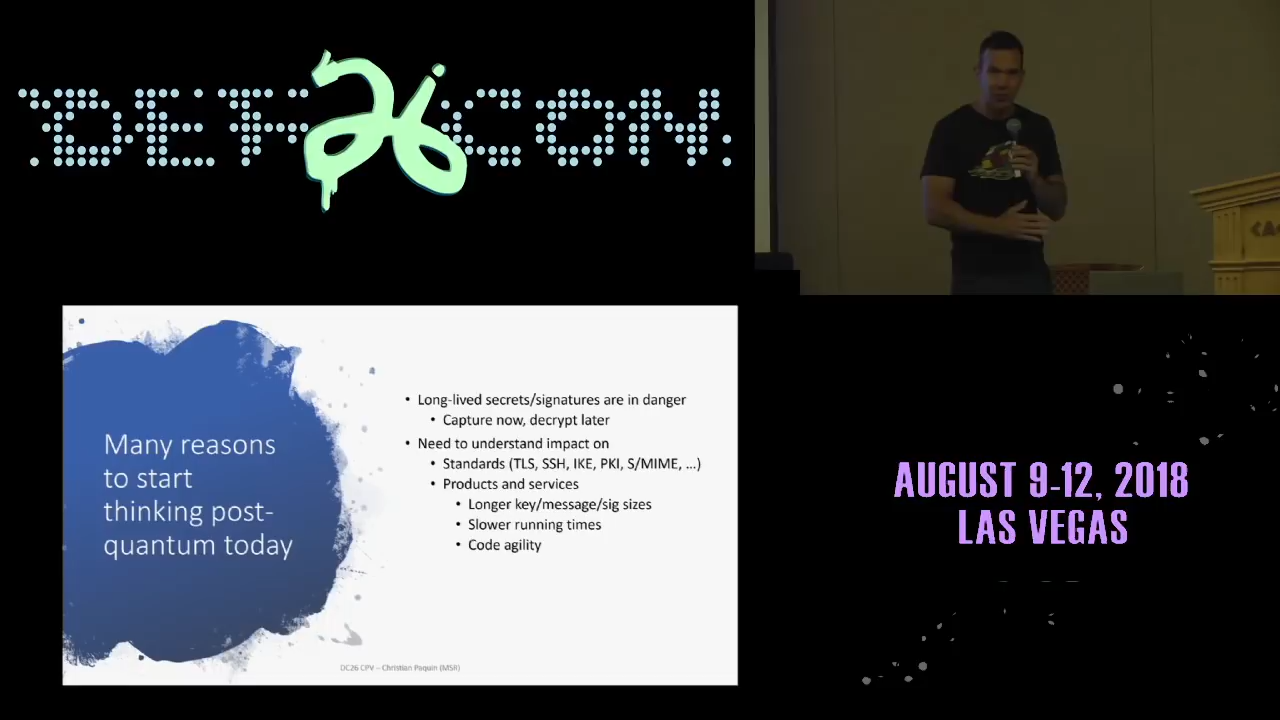 DEF 26 CON
Many reasons
to start
thinking post-
quantum today
• Long-lived secrets/signatures are in danger
• Capture now, decrypt later
• Need to understand impact on
• Standards (TLS, SSH, IKE, PKI, S/MIME, ...)
• Products and services
• Longer key/message/sig sizes
• Slower running times
• Code agility
DC26 CPV – Christian Paquin (MSR)
AUGUST 9-12, 2018
LAS VEGAS